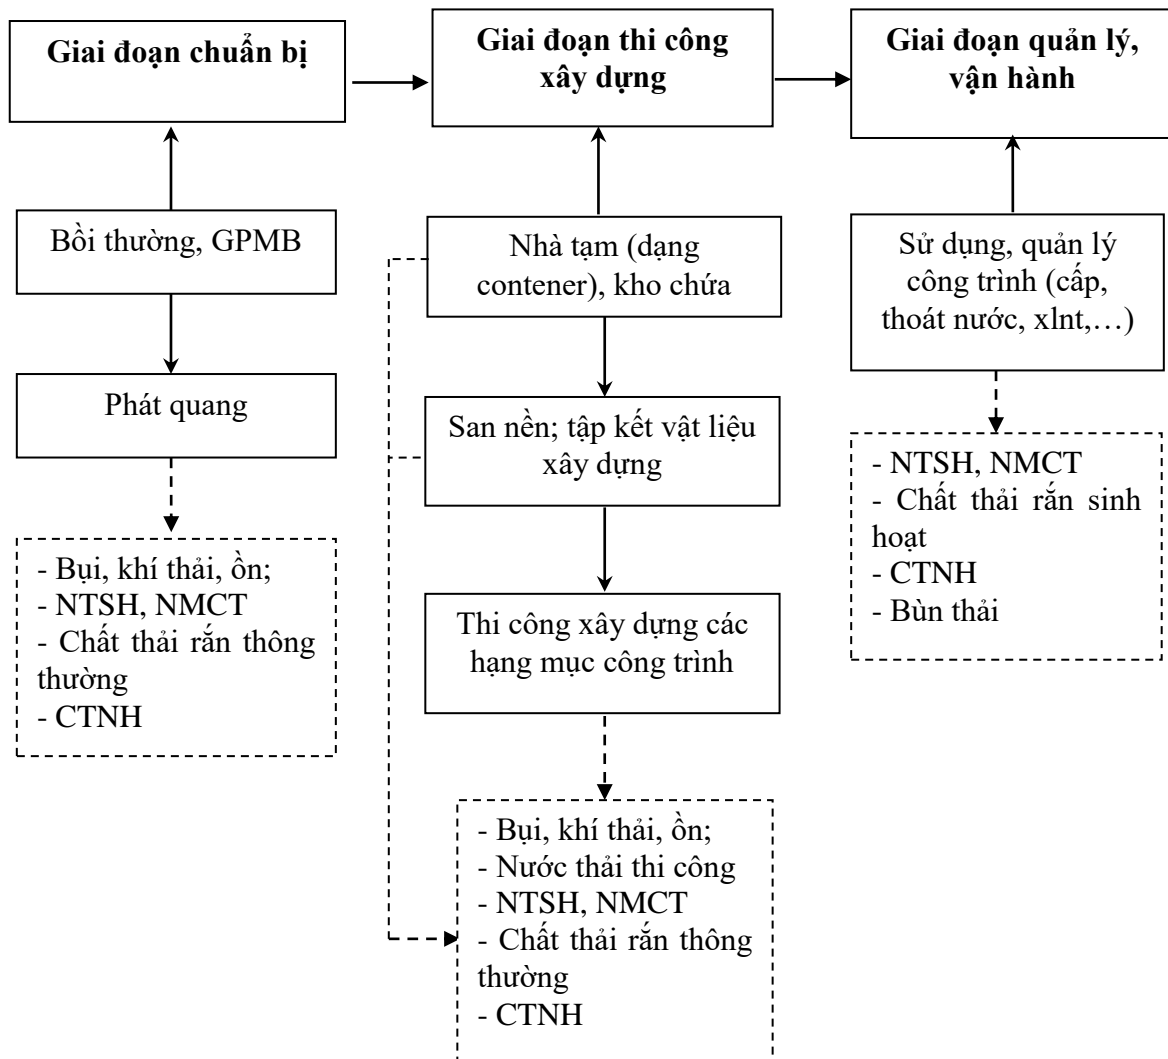 Giai đoạn chuẩn bị
Giai đoạn thi công
xây dựng
Giai đoạn quản lý,
vận hành
Bồi thường, GPMB
Phát quang
- Bụi, khí thải, ồn;
- NTSH, NMCT
- Chất thải rắn thông
thường
- CTNH
Nhà tạm (dạng
contener), kho chứa
San nền; tập kết vật liệu
xây dựng
Thi công xây dựng các
hạng mục công trình
- Bụi, khí thải, ồn;
- Nước thải thi công
- NTSH, NMCT
- Chất thải rắn thông
thường
- CTNH
Sử dụng, quản lý
công trình (cấp,
thoát nước, xlnt,…)
- NTSH, NMCT
- Chất thải rắn sinh
hoạt
- CTNH
- Bùn thải